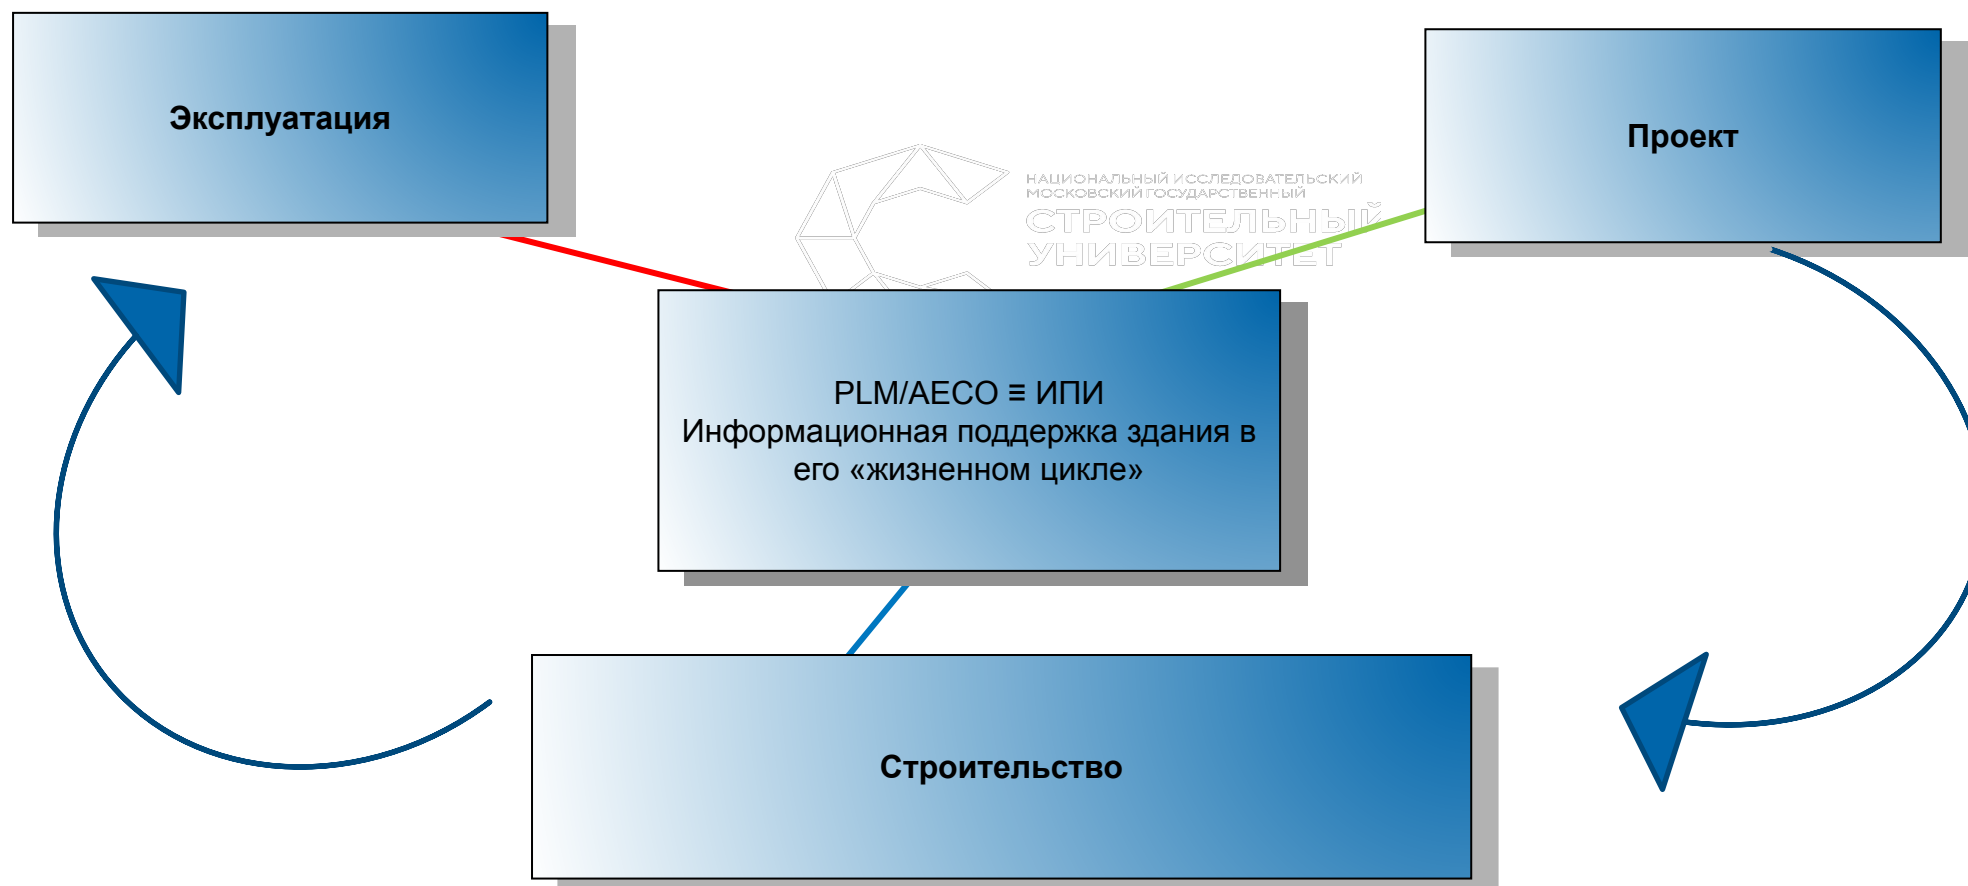 Эксплуатация
Проект
НАЦИОНАЛЬНЫЙ ИССЛЕДОВАТЕЛЬСКИЙ
МОСКОВСКИЙ ГОСУДАРСТВЕННЫЙ
СТРОИТЕЛЬНЫЙ
УНИВЕРСИТЕТ
PLM/AECO ≡ ИПИ
Информационная поддержка здания в
его «жизненном цикле»
Строительство